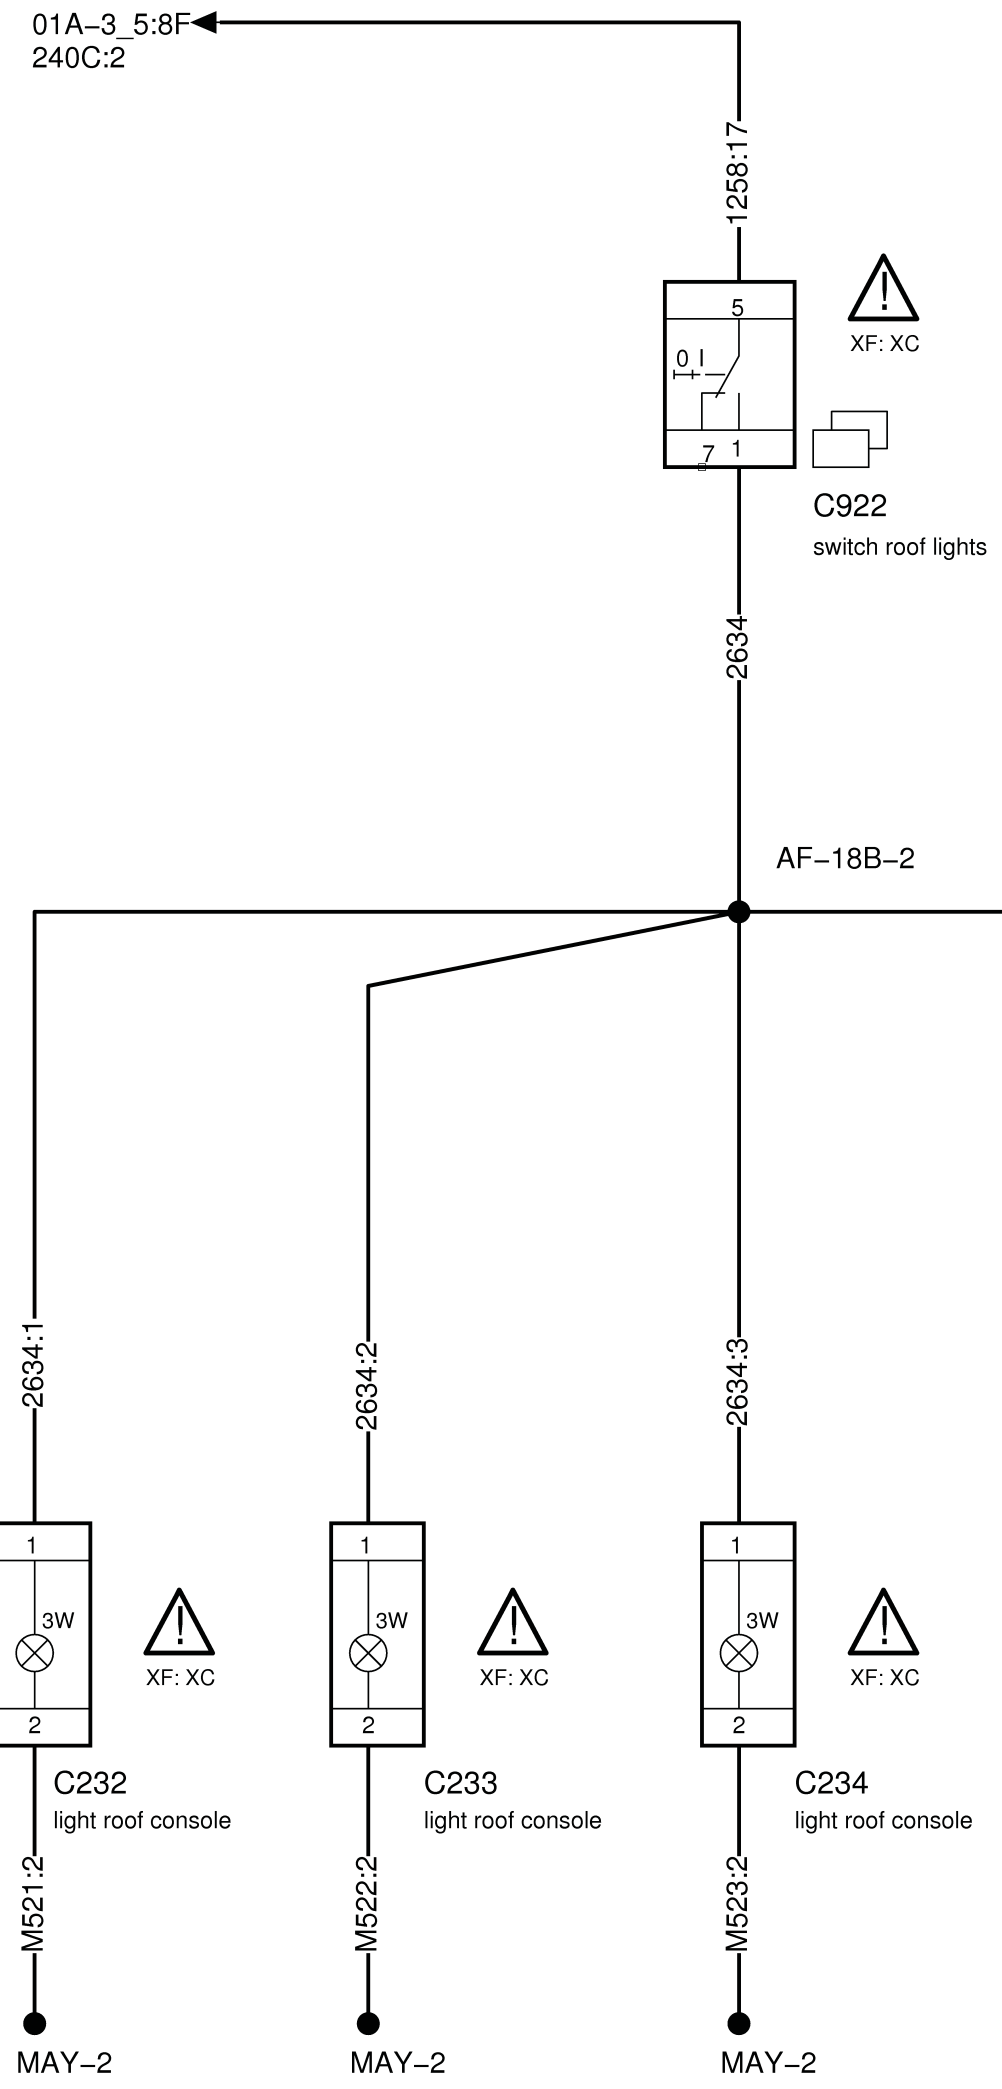 01A-3_5:8F
240C:2
1258:17
5
!
XF: XC
0 I
7 1
C922
switch roof lights
2634
AF-18B-2
2634:1
2634:2
2634:3
1
1
1
3W
3W
3W
!
!
!
XF: XC
XF: XC
XF: XC
2
2
2
C232
C233
C234
light roof console
light roof console
light roof console
M521:2
M522:2
M523:2
MAY-2
MAY-2
MAY-2